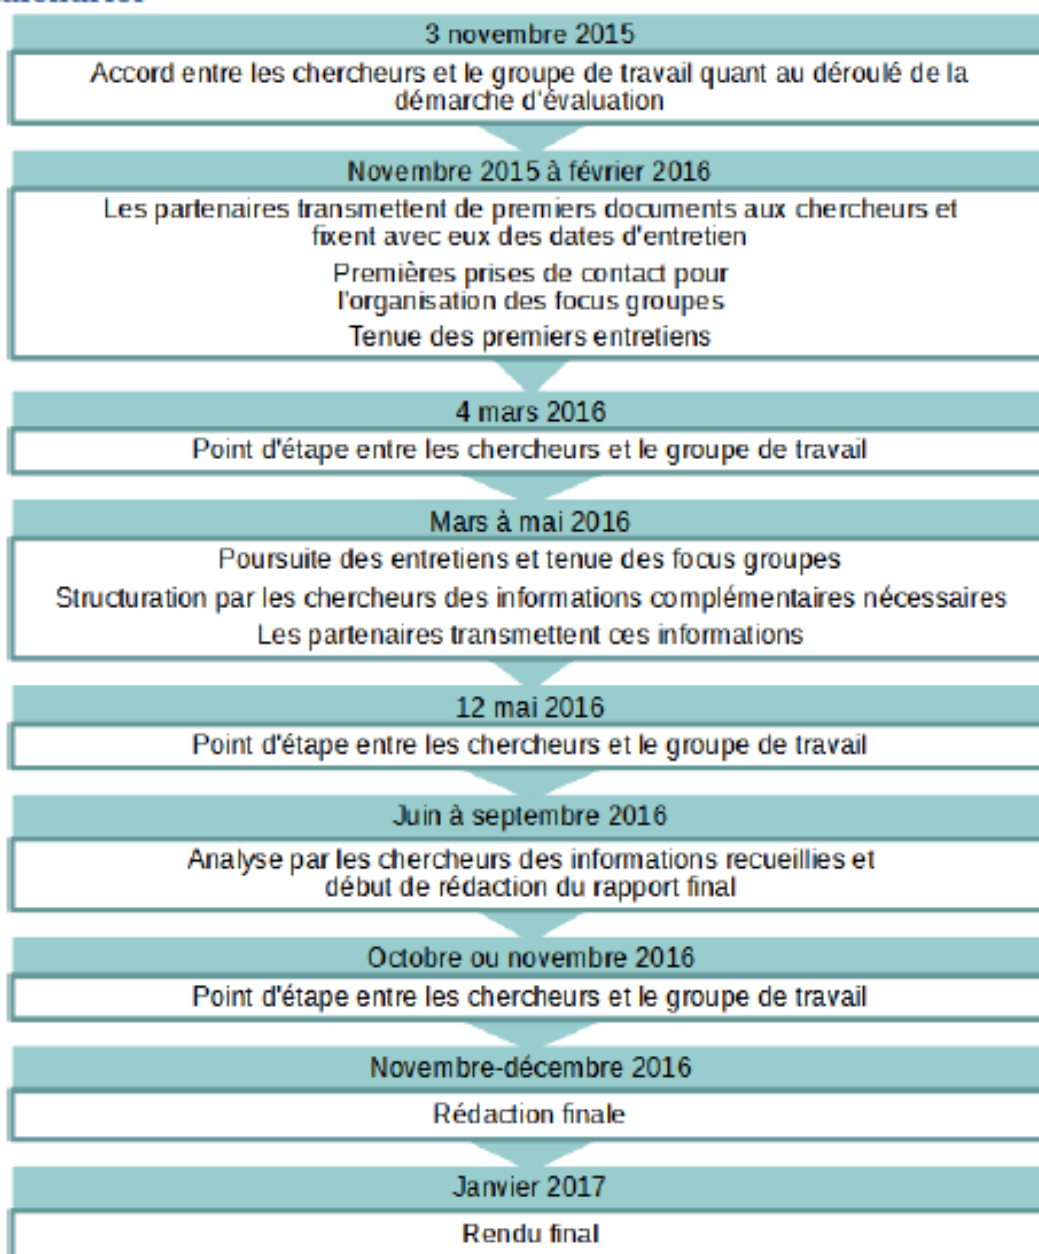 3 novembre 2015
Accord entre les chercheurs et le groupe de travail quant au déroulé de la
démarche d'évaluation
Novembre 2015 à février 2016
Les partenaires transmettent de premiers documents aux chercheurs et
fixent avec eux des dates d'entretien
Premières prises de contact pour
l'organisation des focus groupes
Tenue des premiers entretiens
4 mars 2016
Point d'étape entre les chercheurs et le groupe de travail
Mars à mai 2016
Poursuite des entretiens et tenue des focus groupes
Structuration par les chercheurs des informations complémentaires nécessaires
Les partenaires transmettent ces informations
12 mai 2016
Point d'étape entre les chercheurs et le groupe de travail
Juin à septembre 2016
Analyse par les chercheurs des informations recueillies et
début de rédaction du rapport final
Octobre ou novembre 2016
Point d'étape entre les chercheurs et le groupe de travail
Novembre-décembre 2016
Rédaction finale
Janvier 2017
Rendu final